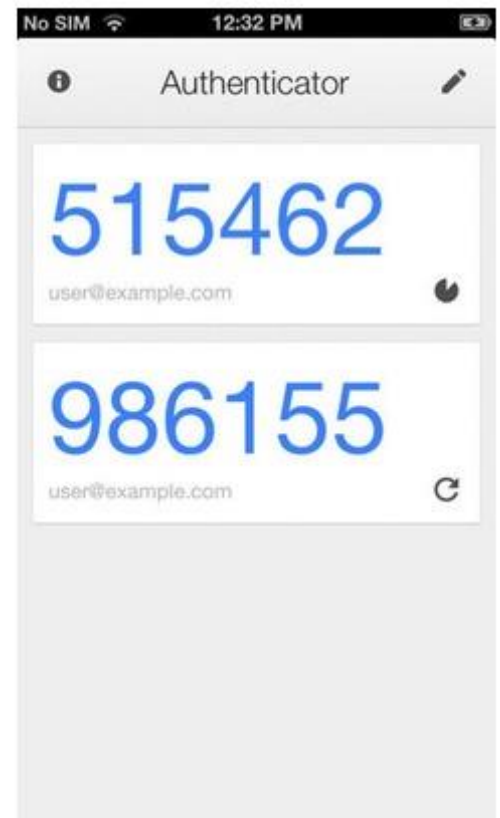 No SIM 12:32 PM
Authenticator
515462
user@example.com
986155
user@example.com